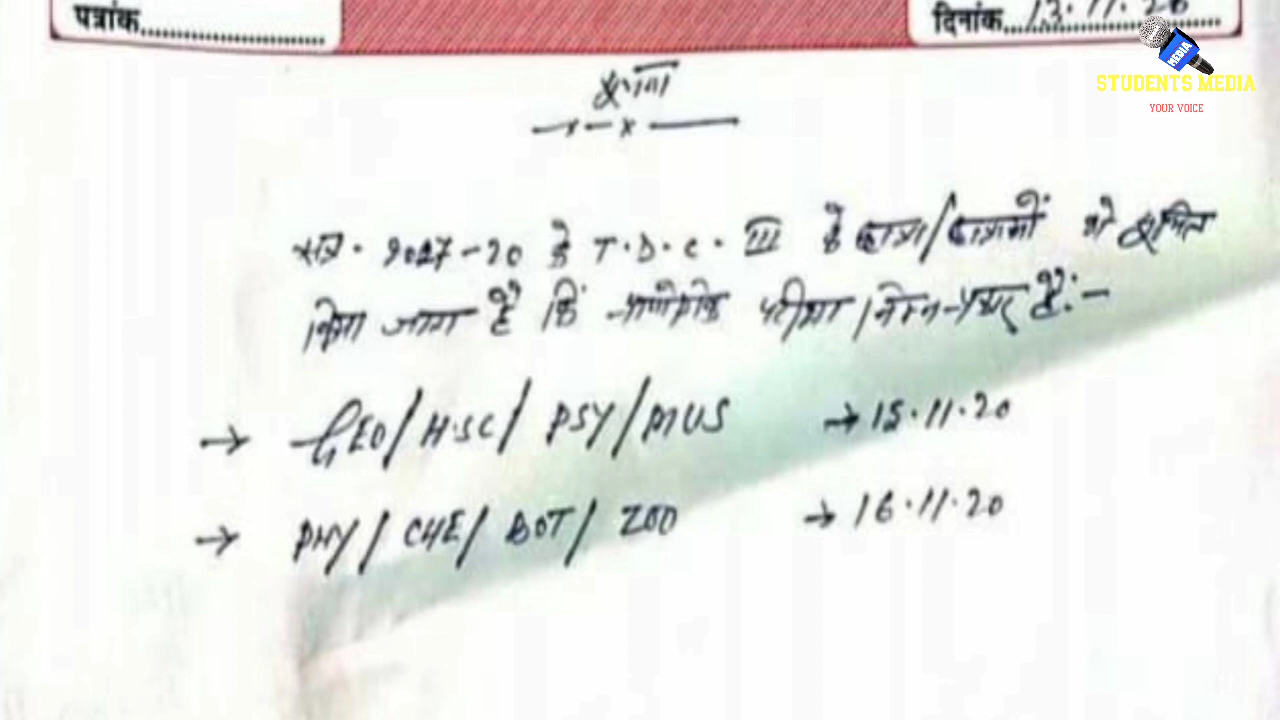 पत्रांक............................
दिनांक....13.11.20......
STUDENTS MEDIA
YOUR VOICE
MEDIA
सूचना
सत्र. 2017-20 के T.D.C. III के छात्र/छात्राओं को सूचित
किया जाता है कि प्रायोगिक परीक्षा निम्न प्रकार है:-
→ GEO/H.SC/PSY/MUS → 15.11.20
→ PHY/CHE/BOT/ZOO → 16.11.20